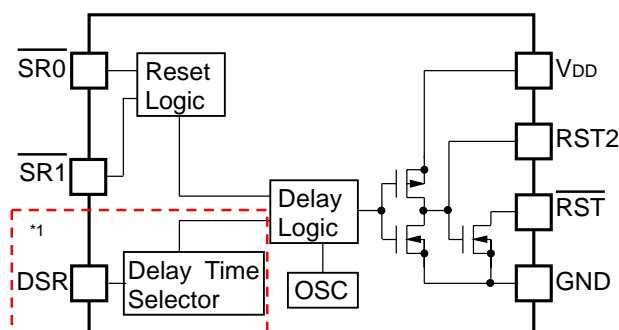 SR0
Reset
Logic
SR1
*1
DSR
Delay Time
Selector
Delay
Logic
OSC
VDD
RST2
RST
GND